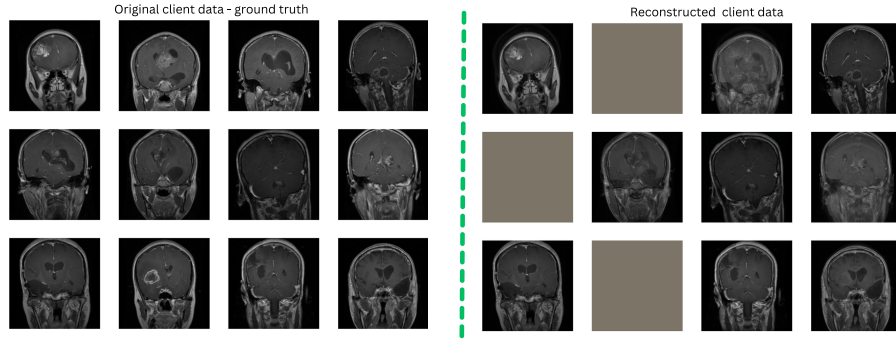 Original client data - ground truth
Reconstructed client data